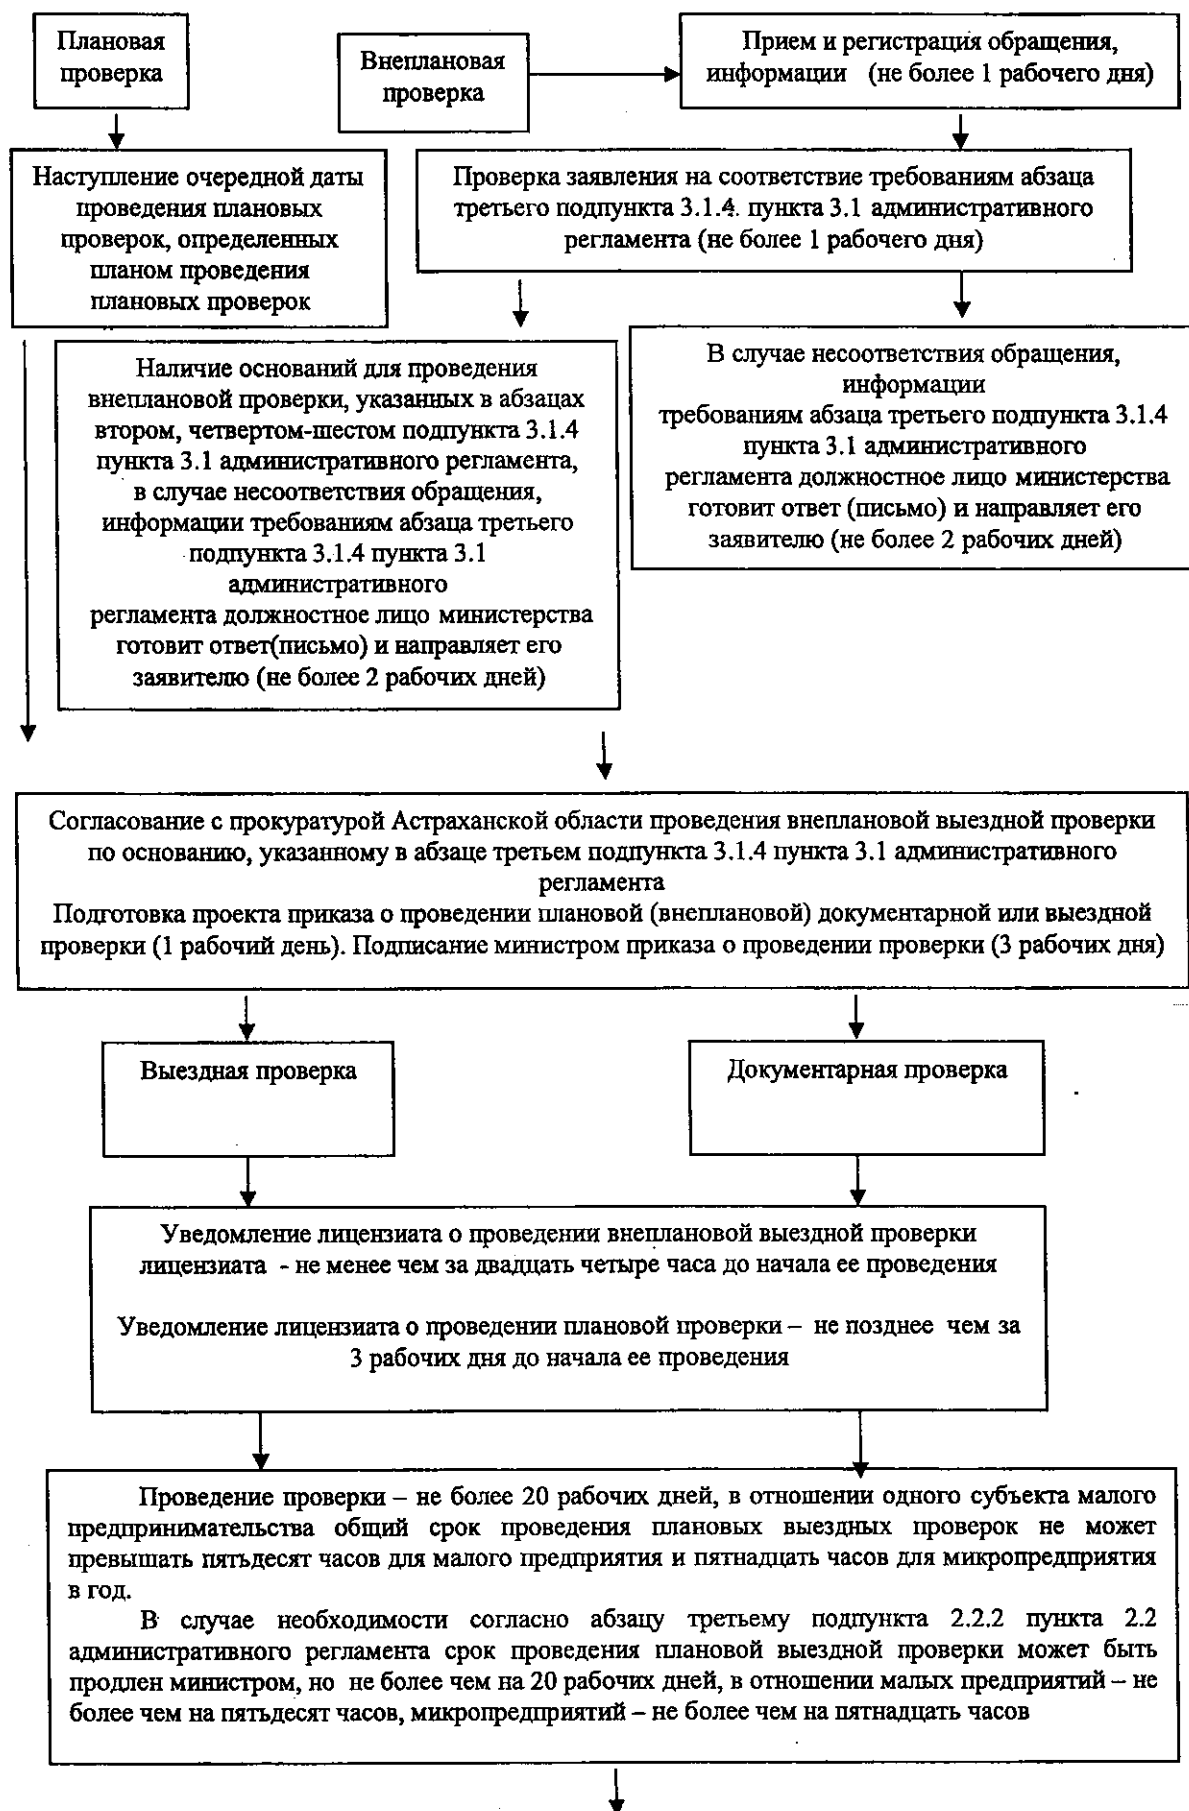 Плановая
проверка
Внеплановая
проверка
Прием и регистрация обращения,
информации (не более 1 рабочего дня)
Наступление очередной даты
проведения плановых
проверок, определенных
планом проведения
плановых проверок
Проверка заявления на соответствие требованиям абзаца
третьего подпункта 3.1.4. пункта 3.1 административного
регламента (не более 1 рабочего дня)
Наличие оснований для проведения
внеплановой проверки, указанных в абзацах
втором, четвертом-шестом подпункта 3.1.4
пункта 3.1 административного регламента,
в случае несоответствия обращения,
информации требованиям абзаца третьего
подпункта 3.1.4 пункта 3.1
административного
регламента должностное лицо министерства
готовит ответ(письмо) и направляет его
заявителю (не более 2 рабочих дней)
В случае несоответствия обращения,
информации
требованиям абзаца третьего подпункта 3.1.4
пункта 3.1 административного
регламента должностное лицо министерства
готовит ответ (письмо) и направляет его
заявителю (не более 2 рабочих дней)
Согласование с прокуратурой Астраханской области проведения внеплановой выездной проверки
по основанию, указанному в абзаце третьем подпункта 3.1.4 пункта 3.1 административного
регламента
Подготовка проекта приказа о проведении плановой (внеплановой) документарной или выездной
проверки (1 рабочий день). Подписание министром приказа о проведении проверки (3 рабочих дня)
Выездная проверка
Документарная проверка
Уведомление лицензиата о проведении внеплановой выездной проверки
лицензиата - не менее чем за двадцать четыре часа до начала ее проведения
Уведомление лицензиата о проведении плановой проверки – не позднее чем за
3 рабочих дня до начала ее проведения
Проведение проверки – не более 20 рабочих дней, в отношении одного субъекта малого
предпринимательства общий срок проведения плановых выездных проверок не может
превышать пятьдесят часов для малого предприятия и пятнадцать часов для микропредприятия
в год.
В случае необходимости согласно абзацу третьему подпункта 2.2.2 пункта 2.2
административного регламента срок проведения плановой выездной проверки может быть
продлен министром, но не более чем на 20 рабочих дней, в отношении малых предприятий – не
более чем на пятьдесят часов, микропредприятий – не более чем на пятнадцать часов